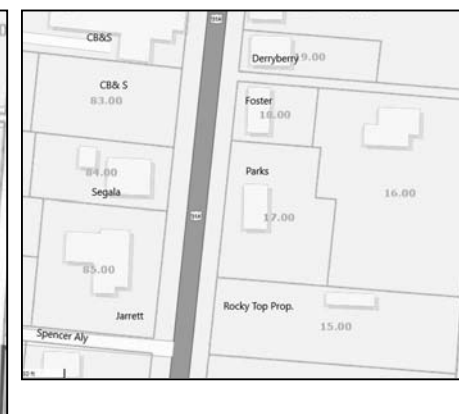 CB&S
CB& S
83.00
Derryberry
19.00
Foster
18.00
84.00
Segala
Parks
16.00
17.00
85.00
Jarrett
Rocky Top Prop.
15.00
Spencer Aly